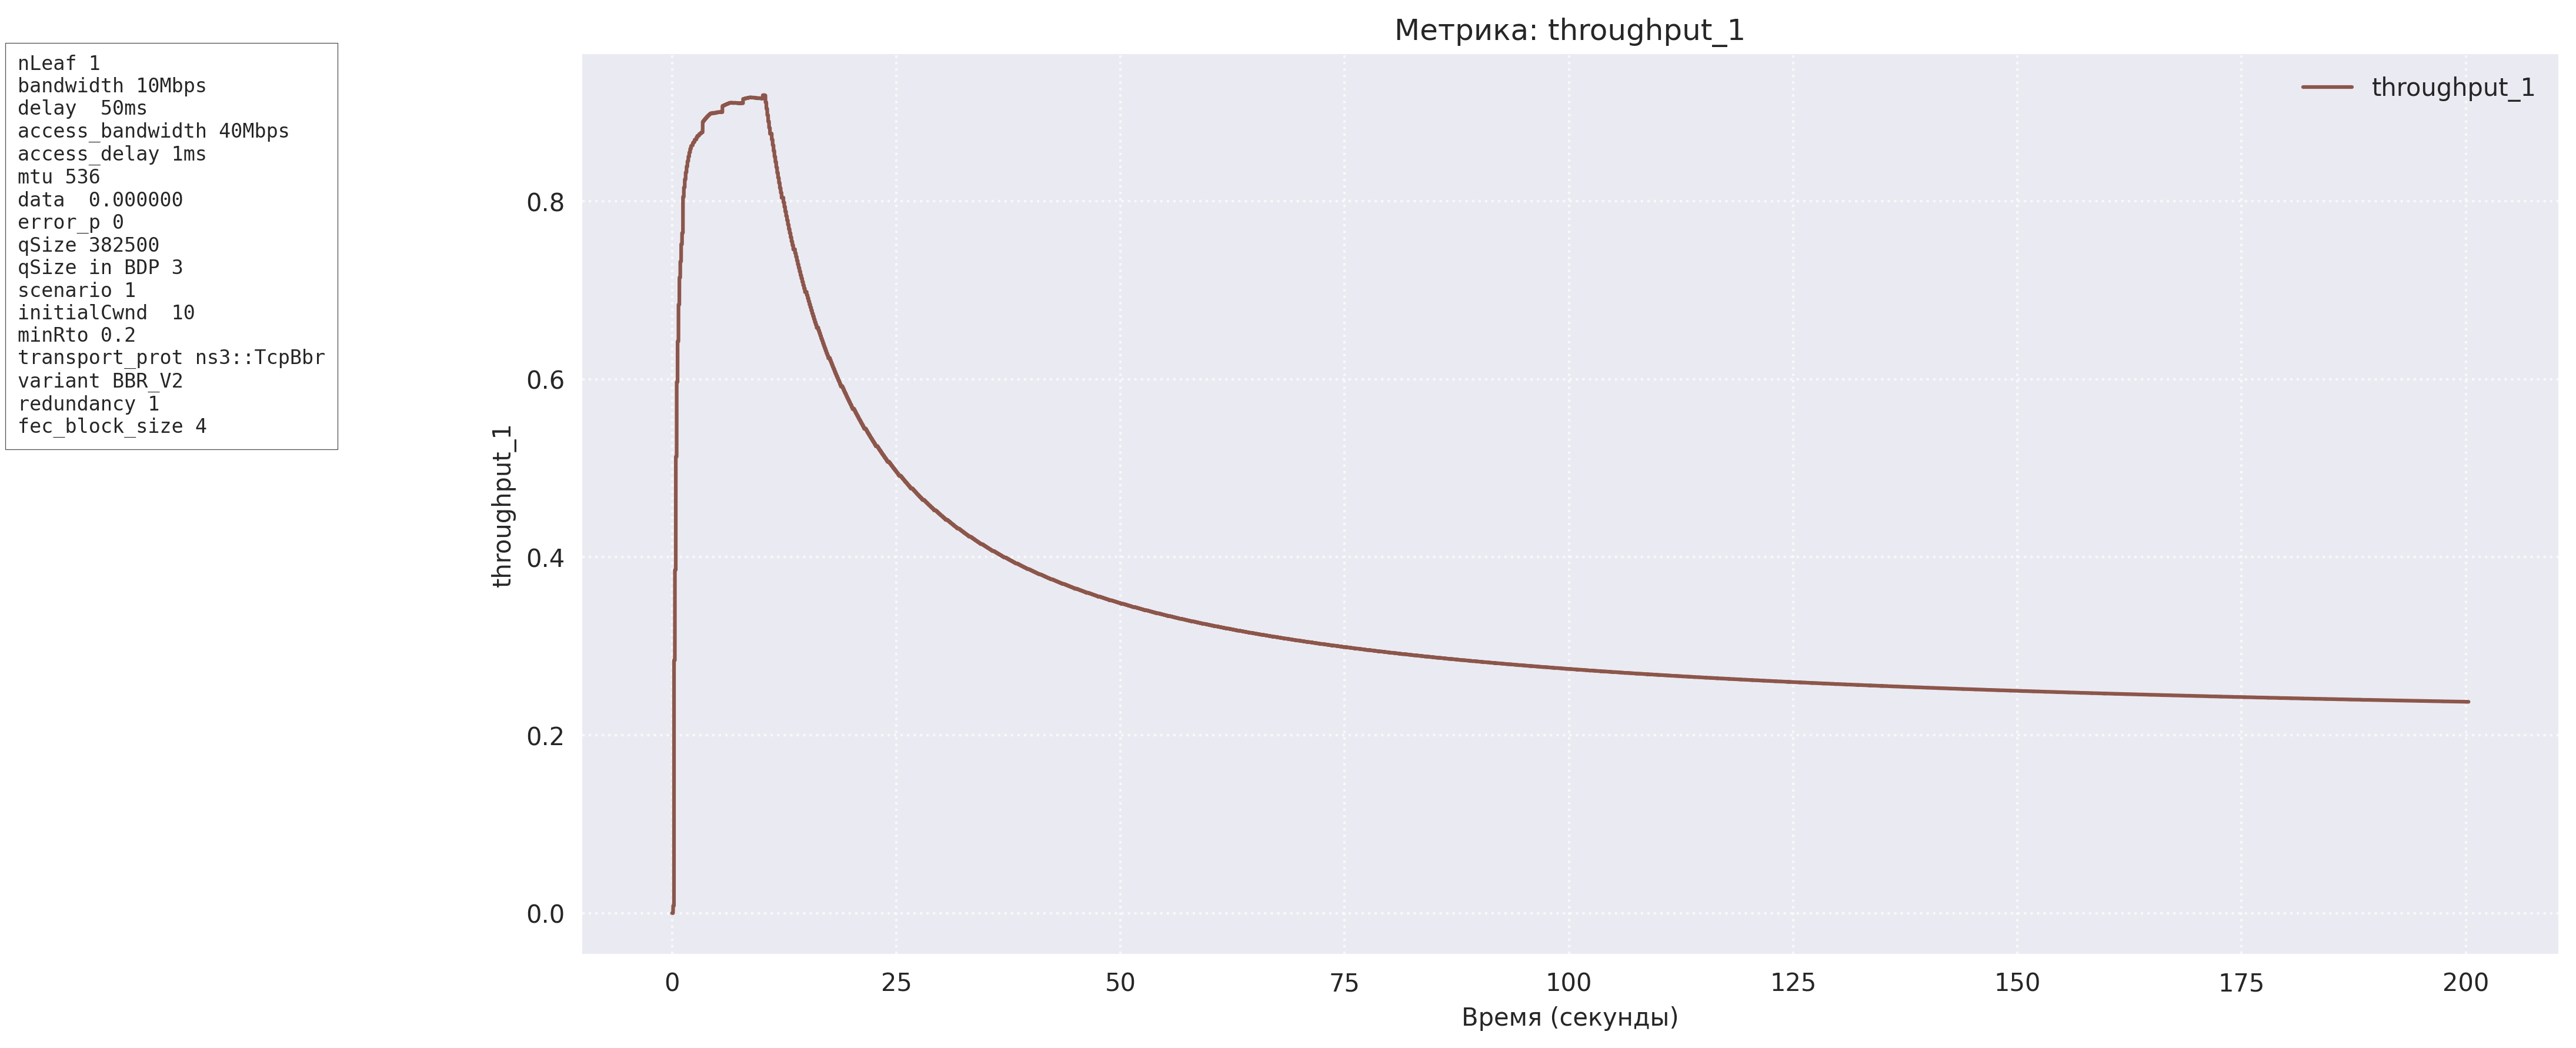 Метрика: throughput_1
nLeaf 1
bandwidth 10Mbps
delay  50ms
access_bandwidth 40Mbps
access_delay 1ms
mtu 536
data  0.000000
error_p 0
qSize 382500
qSize in BDP 3
scenario 1
initialCwnd  10
minRto 0.2
transport_prot ns3::TcpBbr
variant BBR_V2
redundancy 1
fec_block_size 4
throughput_1
throughput_1
0.8
0.6
0.4
0.2
0.0
0 25 50 75 100 125 150 175 200
Время (секунды)